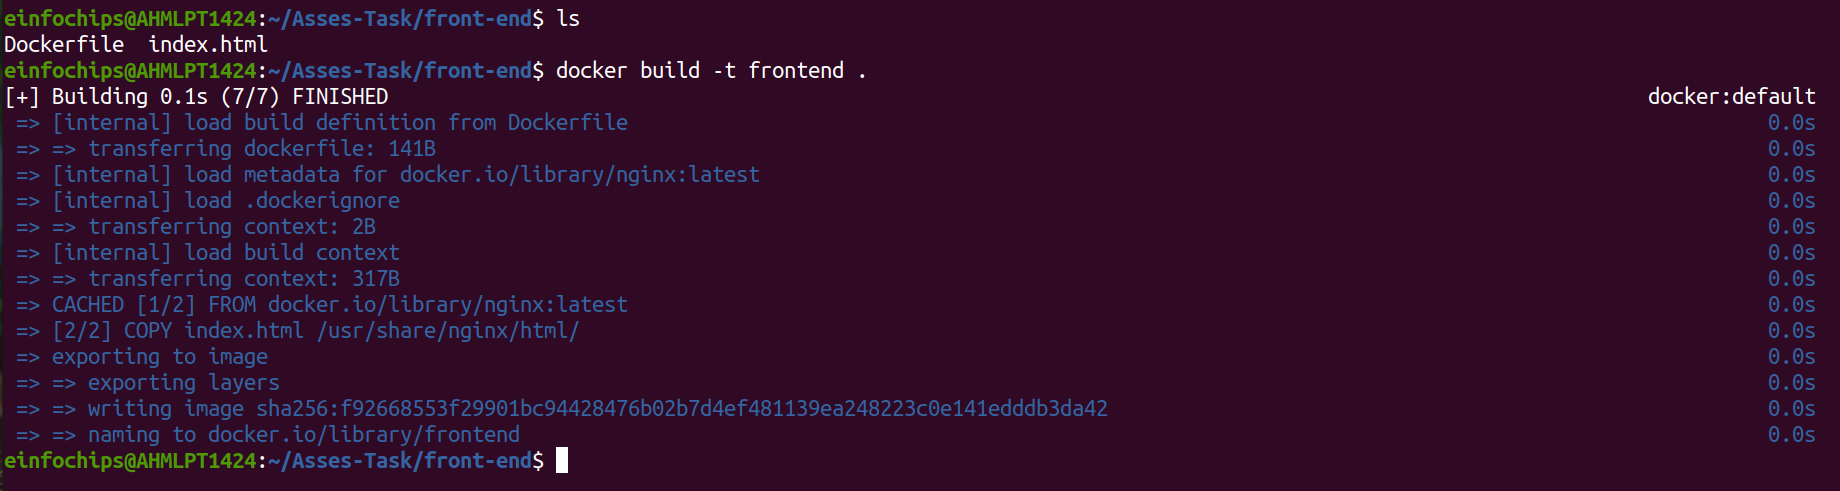 einfochips@AHMLPT1424:~/Asses-Task/front-end$ ls
Dockerfile  index.html
einfochips@AHMLPT1424:~/Asses-Task/front-end$ docker build -t frontend .
[+] Building 0.1s (7/7) FINISHED docker:default
=> [internal] load build definition from Dockerfile 0.0s
=> => transferring dockerfile: 141B 0.0s
=> [internal] load metadata for docker.io/library/nginx:latest 0.0s
=> [internal] load .dockerignore 0.0s
=> => transferring context: 2B 0.0s
=> [internal] load build context 0.0s
=> => transferring context: 317B 0.0s
=> CACHED [1/2] FROM docker.io/library/nginx:latest 0.0s
=> [2/2] COPY index.html /usr/share/nginx/html/ 0.0s
=> exporting to image 0.0s
=> => exporting layers 0.0s
=> => writing image sha256:f92668553f29901bc94428476b02b7d4ef481139ea248223c0e141edddb3da42 0.0s
=> => naming to docker.io/library/frontend 0.0s
einfochips@AHMLPT1424:~/Asses-Task/front-end$